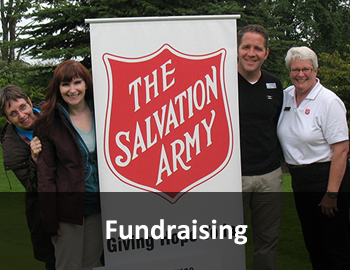 THE
SALVATION
ARMY
Fundraising
Giving Hope